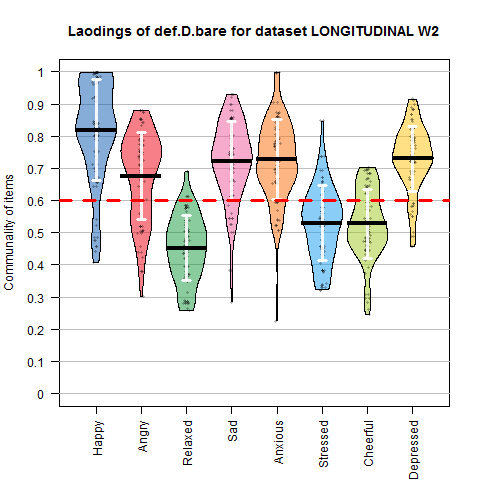 Laodings of def.D.bare for dataset LONGITUDINAL W2
Communality of items
1
0.9
0.8
0.7
0.6
0.5
0.4
0.3
0.2
0.1
0
Happy
Angry
Relaxed
Sad
Anxious
Stressed
Cheerful
Depressed